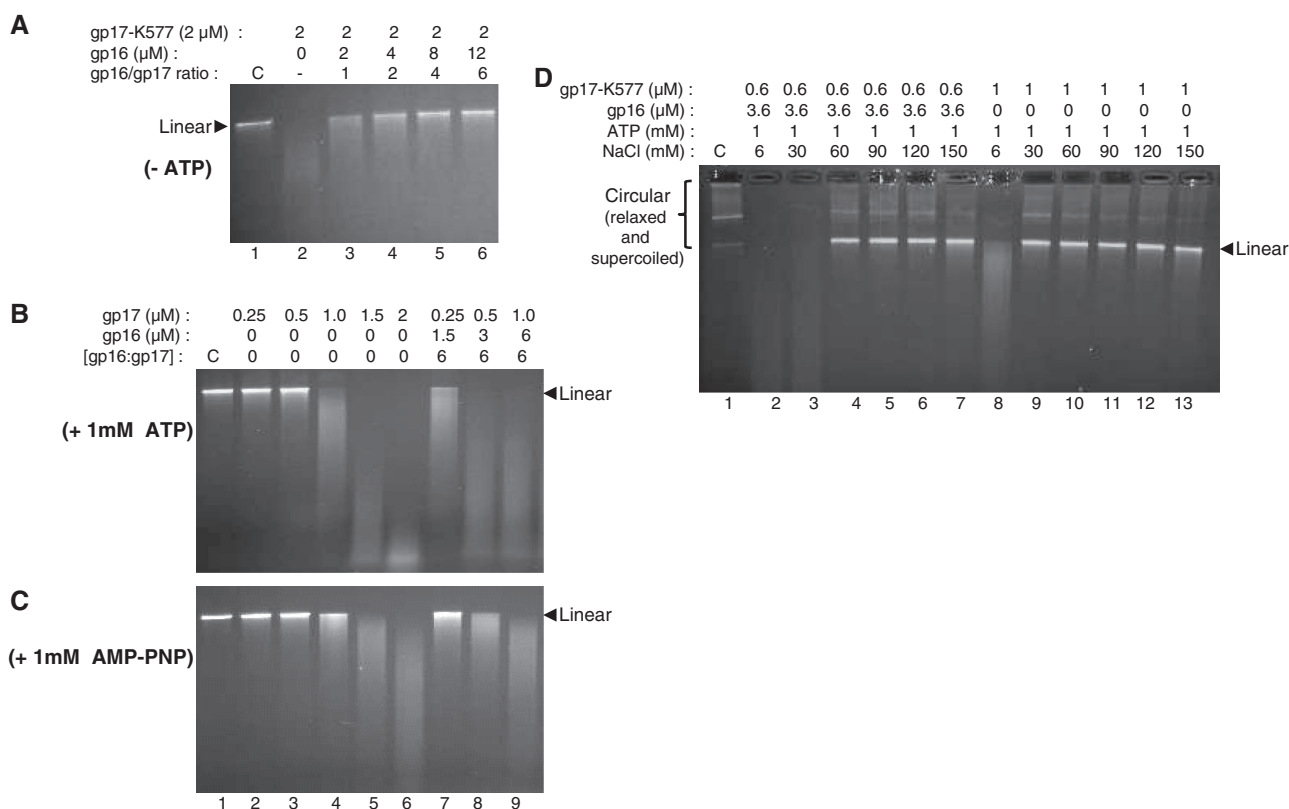 A
gp17-K577 (2 µM) : 2 2 2 2 2
gp16 (µM) : 0 2 4 8 12
gp16/gp17 ratio : C - 1 2 4 6
Linear
(- ATP)
1 2 3 4 5 6
B
gp17 (µM) : 0.25 0.5 1.0 1.5 2 0.25 0.5 1.0
gp16 (µM) : 0 0 0 0 0 1.5 3 6
[gp16:gp17] : C 0 0 0 0 0 6 6 6
Linear
(+ 1mM ATP)
C
Linear
(+ 1mM AMP-PNP)
1 2 3 4 5 6 7 8 9
D
gp17-K577 (µM) : 0.6 0.6 0.6 0.6 0.6 0.6 1 1 1 1 1 1
gp16 (µM) : 3.6 3.6 3.6 3.6 3.6 3.6 0 0 0 0 0 0
ATP (mM) : 1 1 1 1 1 1 1 1 1 1 1 1
NaCl (mM) : C 6 30 60 90 120 150 6 30 60 90 120 150
Circular
(relaxed
and
supercoiled)
Linear
1 2 3 4 5 6 7 8 9 10 11 12 13